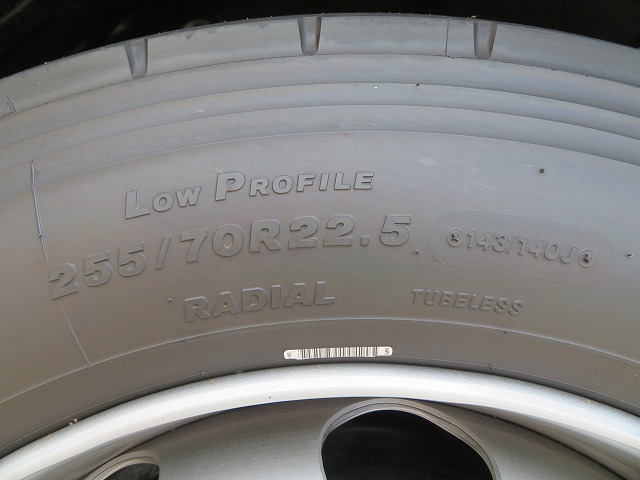 LOW PROFILE
255/70R22.5
143/140J
RADIAL
TUBELESS